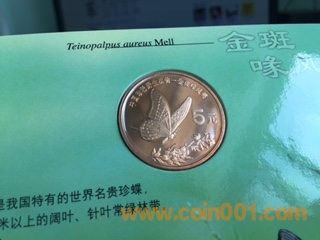 Teinopalpus aureus Mell
金斑
喙
5元
是我国特有的世界名贵珍蝶，
米以上的阔叶、针叶常绿林带
www.coin001.com